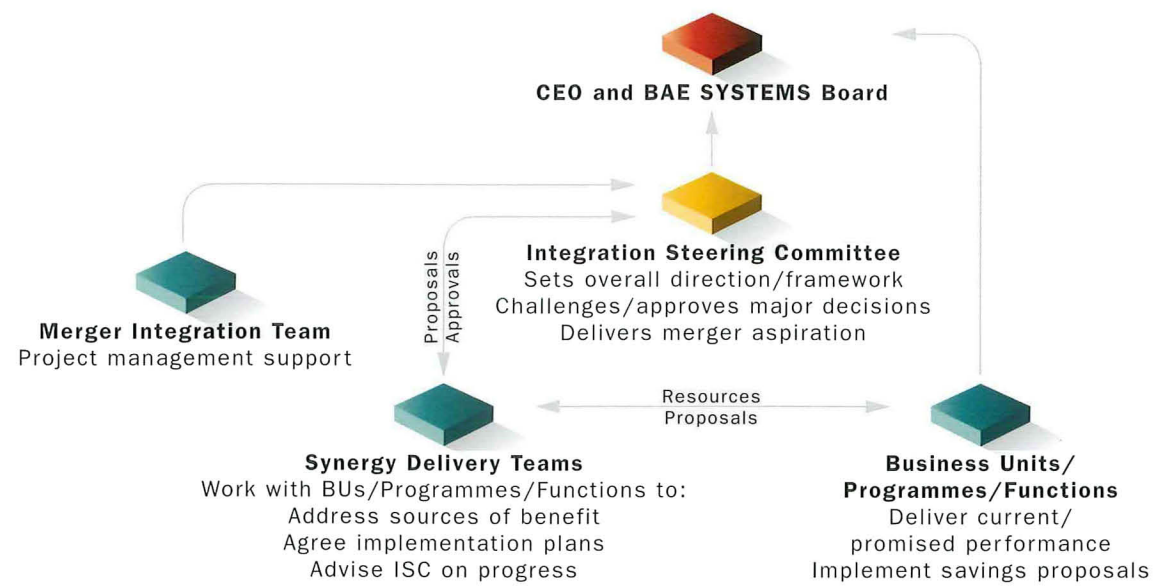 CEO and BAE SYSTEMS Board
Integration Steering Committee
Sets overall direction/framework
Challenges/approves major decisions
Delivers merger aspiration
Proposals
Approvals
Merger Integration Team
Project management support
Resources
Proposals
Synergy Delivery Teams
Work with BUs/Programmes/Functions to:
Address sources of benefit
Agree implementation plans
Advise ISC on progress
Business Units/
Programmes/Functions
Deliver current/
promised performance
Implement savings proposals